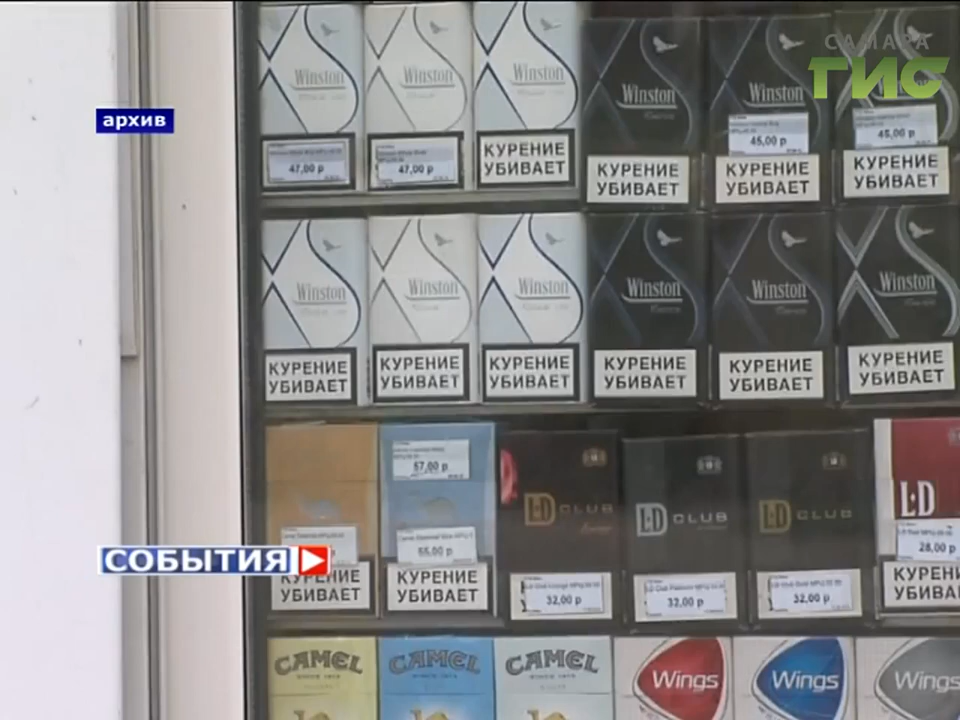 САМАРА
ГИС
архив
Winston
Winston
Winston
Winston
Winston
47,00 р
47,00 р
КУРЕНИЕ
УБИВАЕТ
КУРЕНИЕ
УБИВАЕТ
45,00 р
КУРЕНИЕ
УБИВАЕТ
45,00 р
КУРЕНИЕ
УБИВАЕТ
Winston
Winston
Winston
Winston
Winston
Winston
КУРЕНИЕ
УБИВАЕТ
КУРЕНИЕ
УБИВАЕТ
КУРЕНИЕ
УБИВАЕТ
КУРЕНИЕ
УБИВАЕТ
КУРЕНИЕ
УБИВАЕТ
КУРЕНИЕ
УБИВАЕТ
57,00 р
55,00 р
LD CLUB
LD CLUB
LD CLUB
LD
28,00 р
СОБЫТИЯ
КУРЕНИЕ
УБИВАЕТ
КУРЕНИЕ
УБИВАЕТ
32,00 р
32,00 р
32,00 р
КУРЕНИ
УБИВА
CAMEL
CAMEL
CAMEL
Wings
Wings
Wings